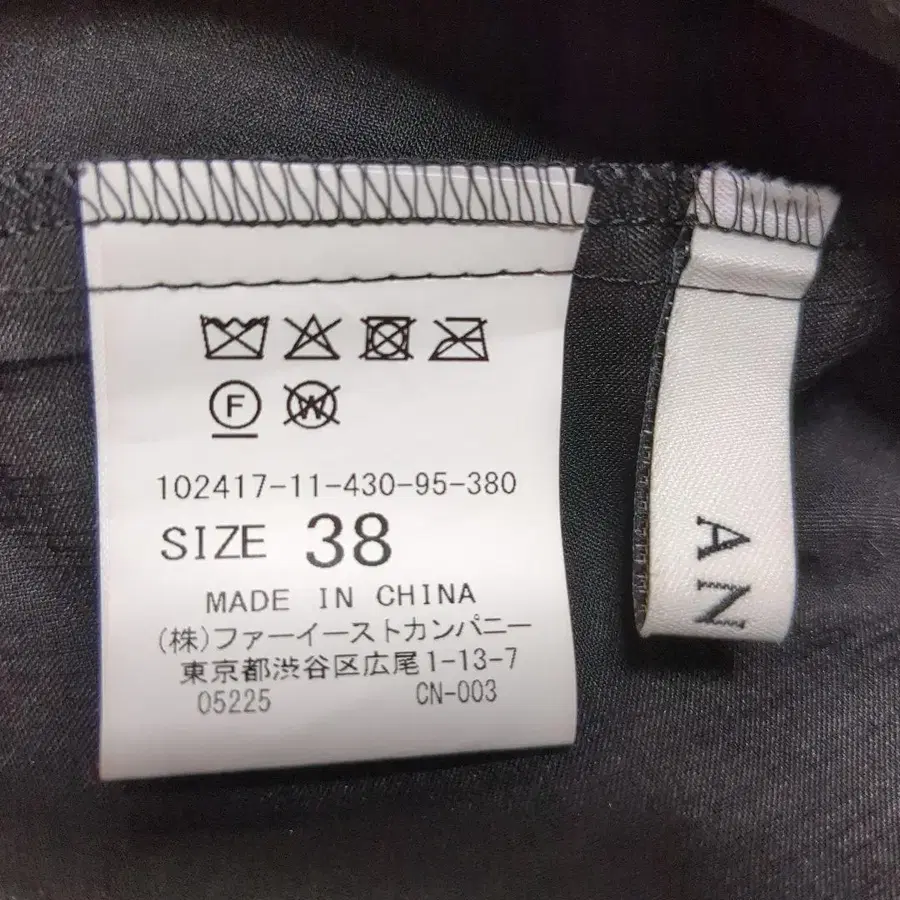 F W
102417-11-430-95-380
SIZE 38
MADE IN CHINA
(株)ファーイーストカンパニー
東京都渋谷区広尾1-13-7
05225 CN-003
AN